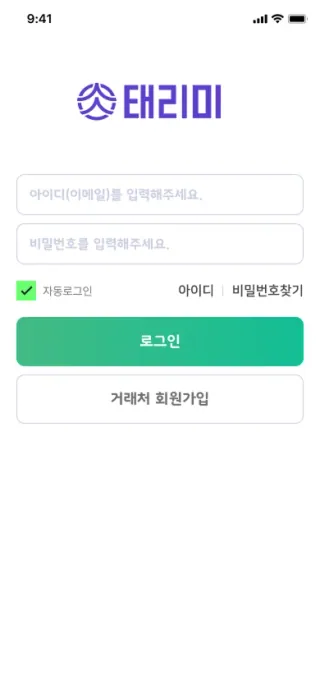 9:41
태리미
아이디(이메일)를 입력해주세요.
비밀번호를 입력해주세요.
자동로그인 아이디 | 비밀번호찾기
로그인
거래처 회원가입